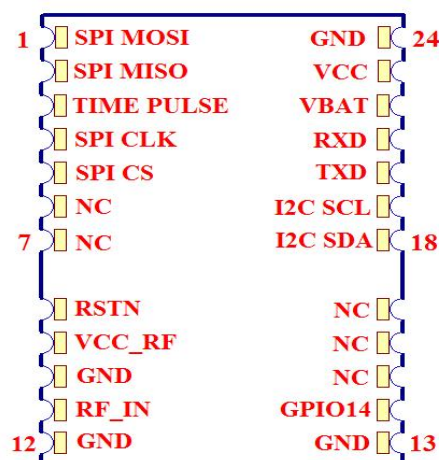 1 SPI MOSI GND 24
SPI MISO VCC
TIME PULSE VBAT
SPI CLK RXD
SPI CS TXD
NC I2C SCL
7 NC I2C SDA 18
RSTN NC
VCC_RF NC
GND NC
RF_IN GPIO14
12 GND GND 13